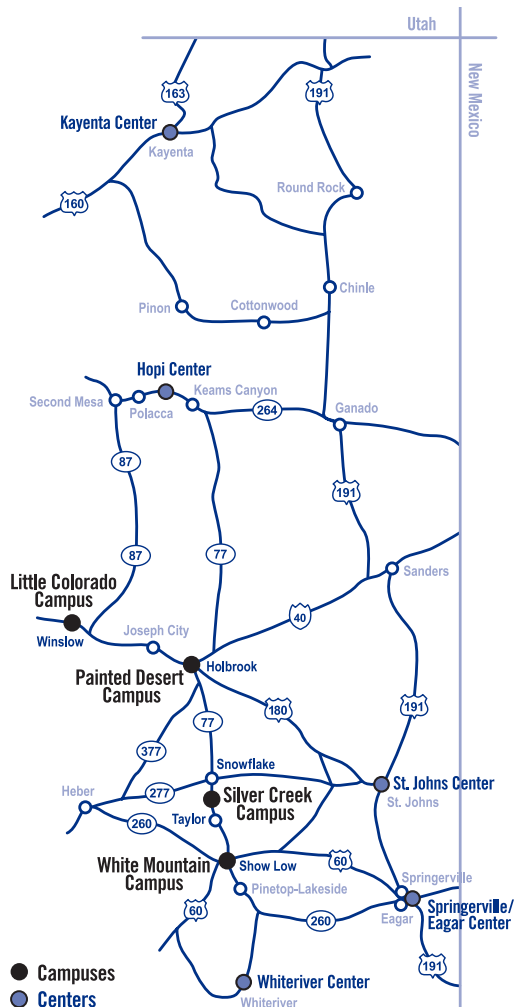 Utah
New Mexico
163
191
Kayenta Center
Kayenta
Round Rock
160
Chinle
Pinon
Cottonwood
Hopi Center
Keams Canyon
Second Mesa
Polacca
264
Ganado
87
191
87
77
Sanders
Little Colorado
Campus
40
Winslow
Joseph City
Holbrook
Painted Desert
Campus
180
191
77
377
Snowflake
St. Johns Center
St. Johns
Heber
277
Silver Creek
Campus
260
Taylor
White Mountain
Campus
Show Low
60
Springerville
Pinetop-Lakeside
60
260
Eagar
Springerville/
Eagar Center
191
Campuses
Centers
Whiteriver Center
Whiteriver